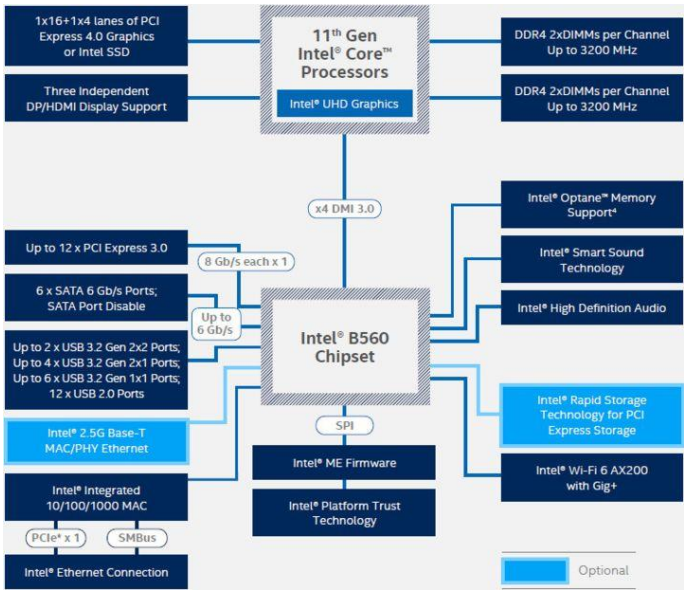 1x16+1x4 lanes of PCI
Express 4.0 Graphics
or Intel SSD
Three Independent
DP/HDMI Display Support
11th Gen
Intel® Core™
Processors
Intel® UHD Graphics
DDR4 2xDIMMs per Channel
Up to 3200 MHz
DDR4 2xDIMMs per Channel
Up to 3200 MHz
x4 DMI 3.0
Up to 12 x PCI Express 3.0
8 Gb/s each x 1
6 x SATA 6 Gb/s Ports;
SATA Port Disable
Up to
6 Gb/s
Up to 2 x USB 3.2 Gen 2x2 Ports;
Up to 4 x USB 3.2 Gen 2x1 Ports;
Up to 6 x USB 3.2 Gen 1x1 Ports;
12 x USB 2.0 Ports
Intel® 2.5G Base-T
MAC/PHY Ethernet
Intel® Integrated
10/100/1000 MAC
PCIe* x 1
SMBus
Intel® Ethernet Connection
Intel® B560
Chipset
SPI
Intel® ME Firmware
Intel® Platform Trust
Technology
Intel® Optane™ Memory
Support⁴
Intel® Smart Sound
Technology
Intel® High Definition Audio
Intel® Rapid Storage
Technology for PCI
Express Storage
Intel® Wi-Fi 6 AX200
with Gig+
Optional